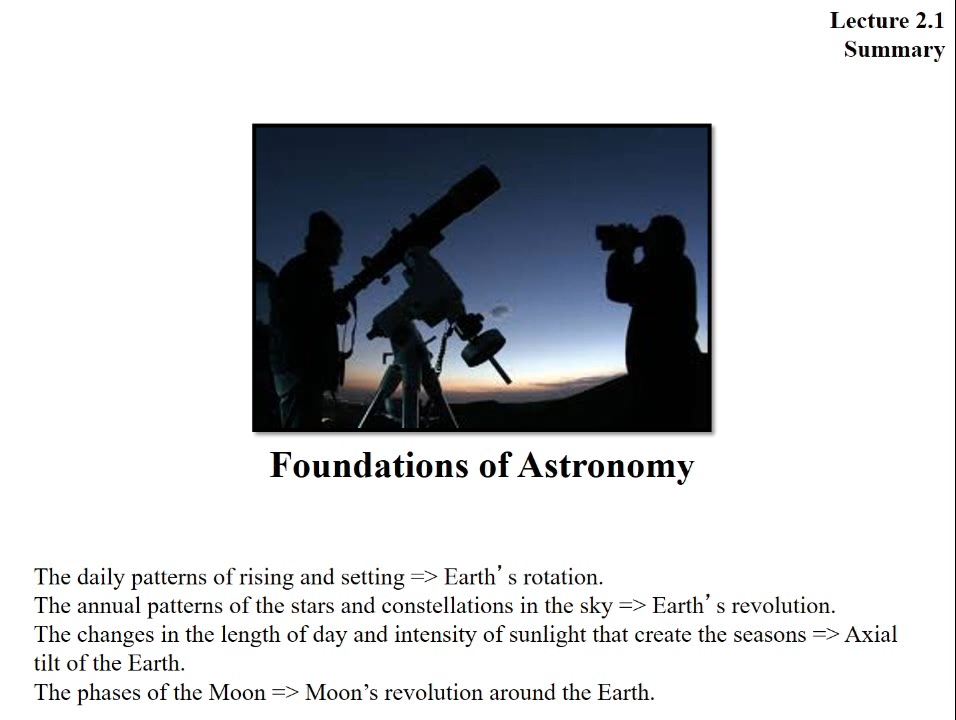 Lecture 2.1
Summary
Foundations of Astronomy
The daily patterns of rising and setting => Earth’s rotation.
The annual patterns of the stars and constellations in the sky => Earth’s revolution.
The changes in the length of day and intensity of sunlight that create the seasons => Axial
tilt of the Earth.
The phases of the Moon => Moon’s revolution around the Earth.